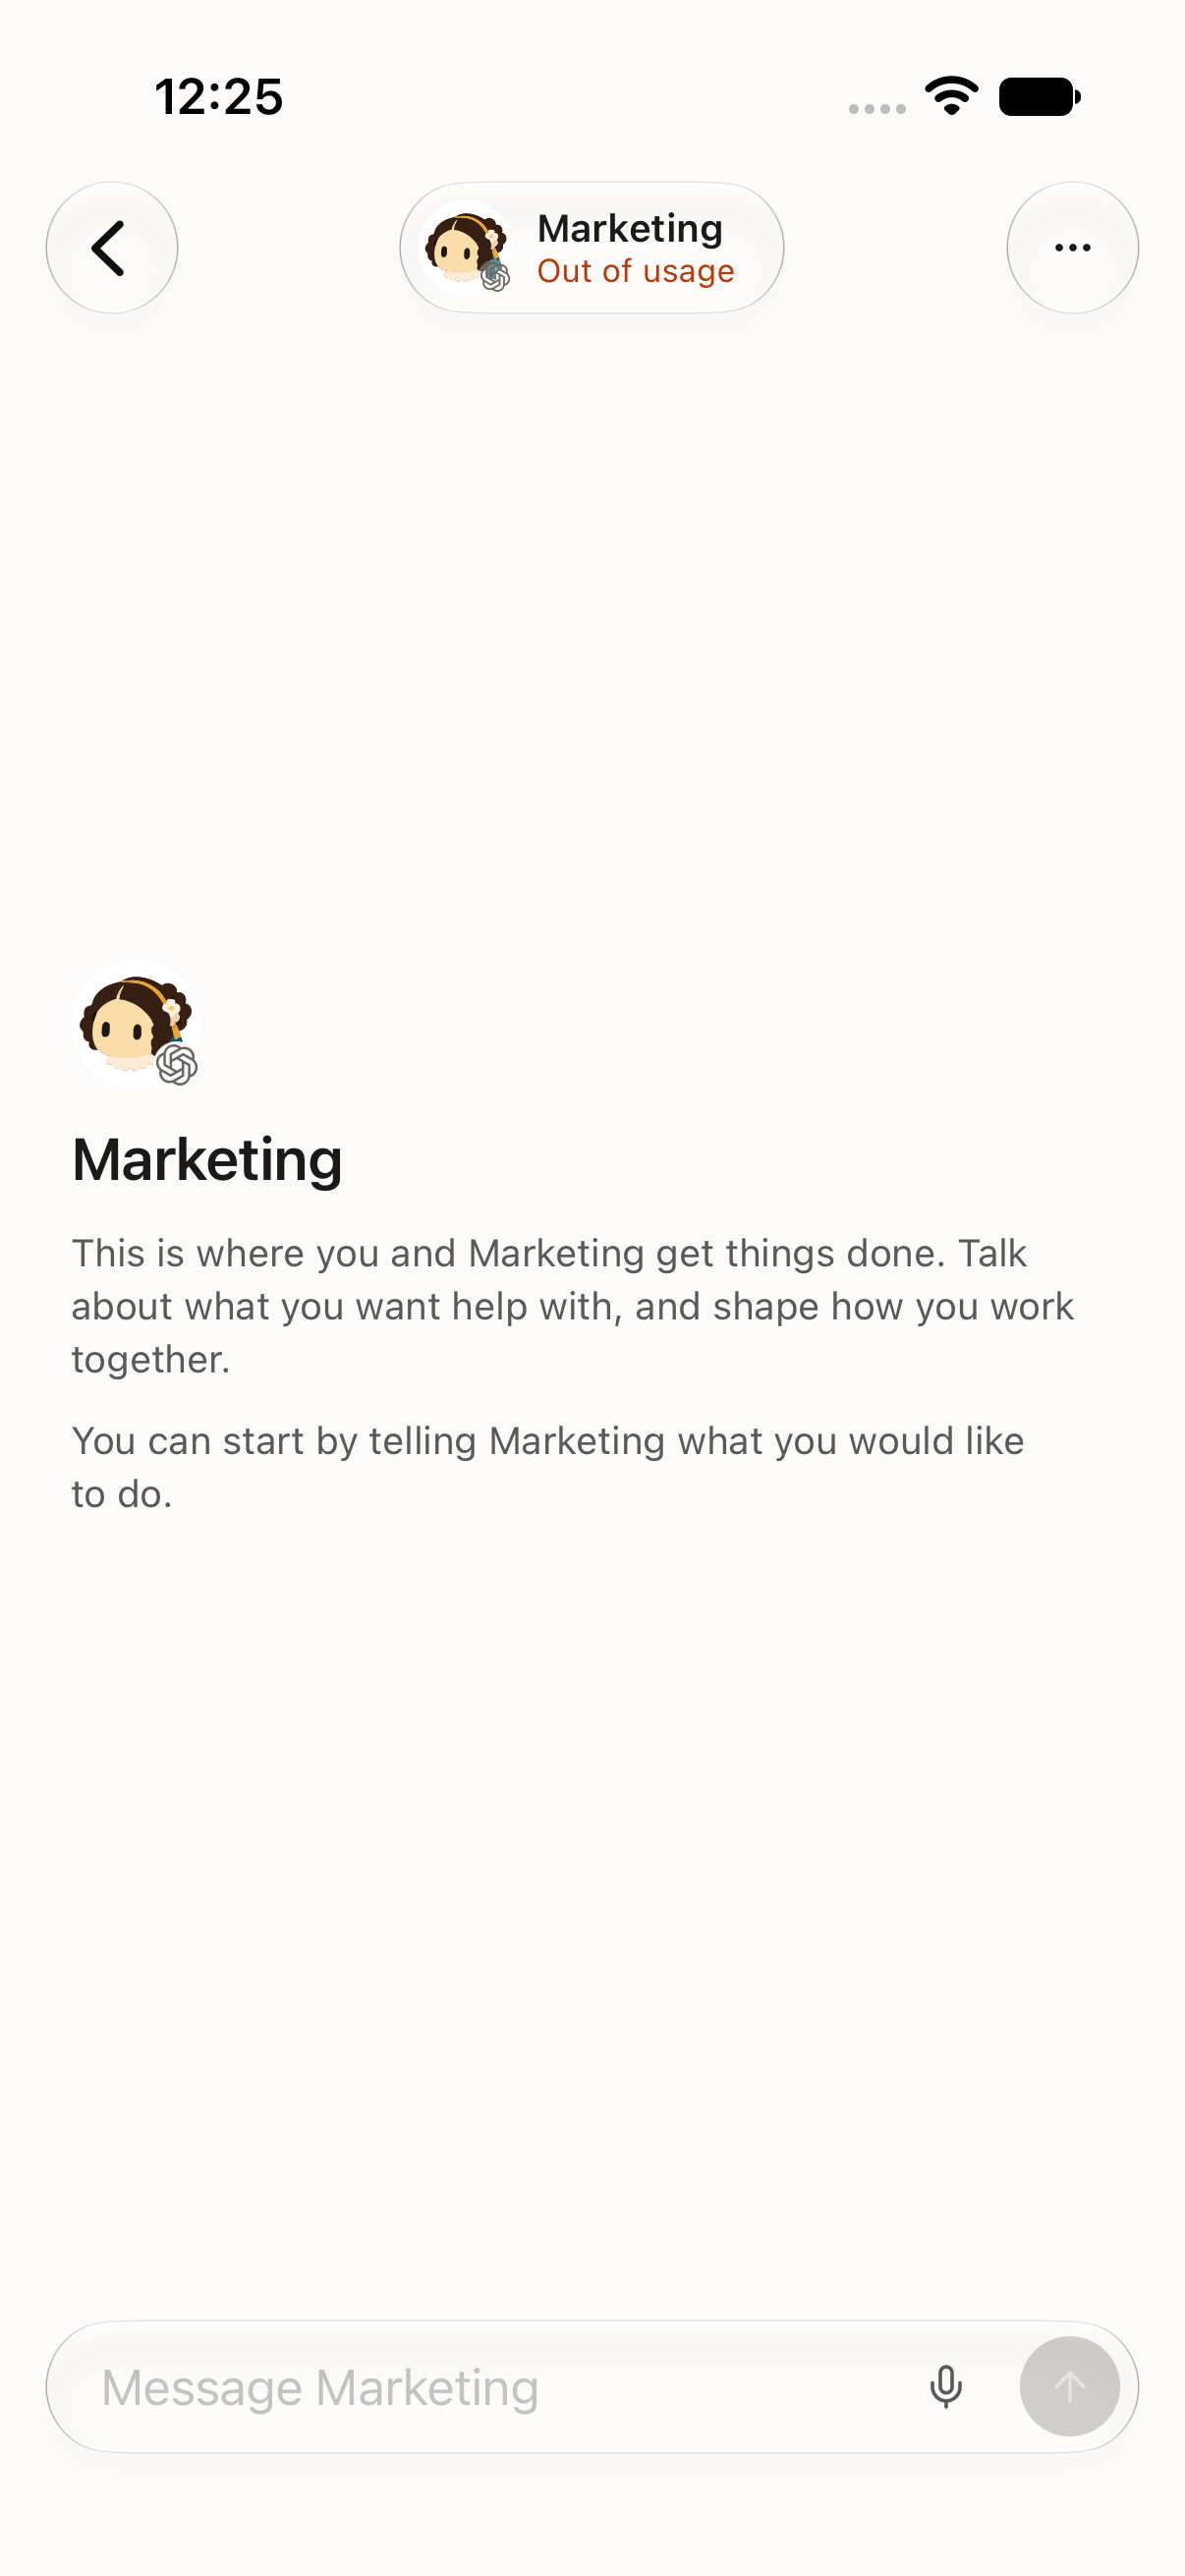 12:25
Marketing
Out of usage
Marketing
This is where you and Marketing get things done. Talk
about what you want help with, and shape how you work
together.
You can start by telling Marketing what you would like
to do.
Message Marketing